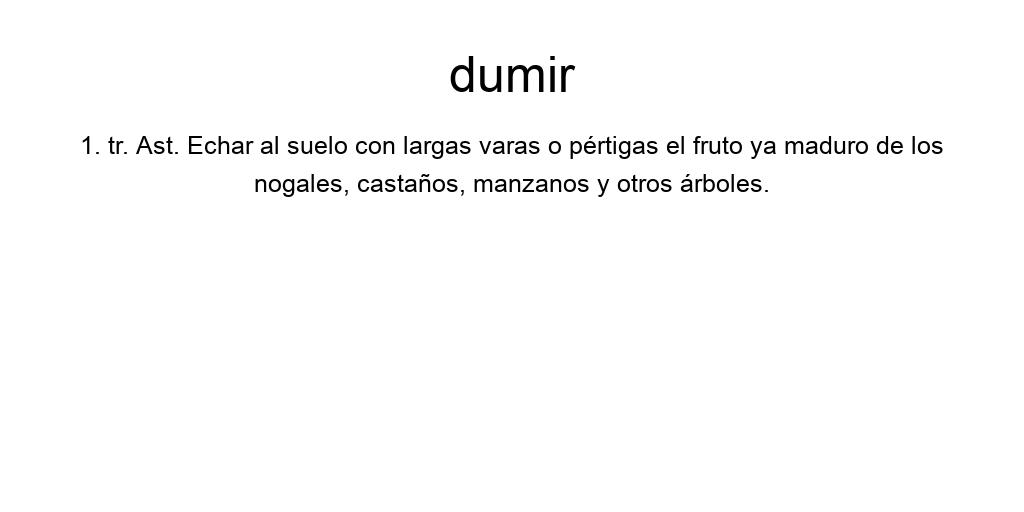 dumir
1. tr. Ast. Echar al suelo con largas varas o pértigas el fruto ya maduro de los
nogales, castaños, manzanos y otros árboles.